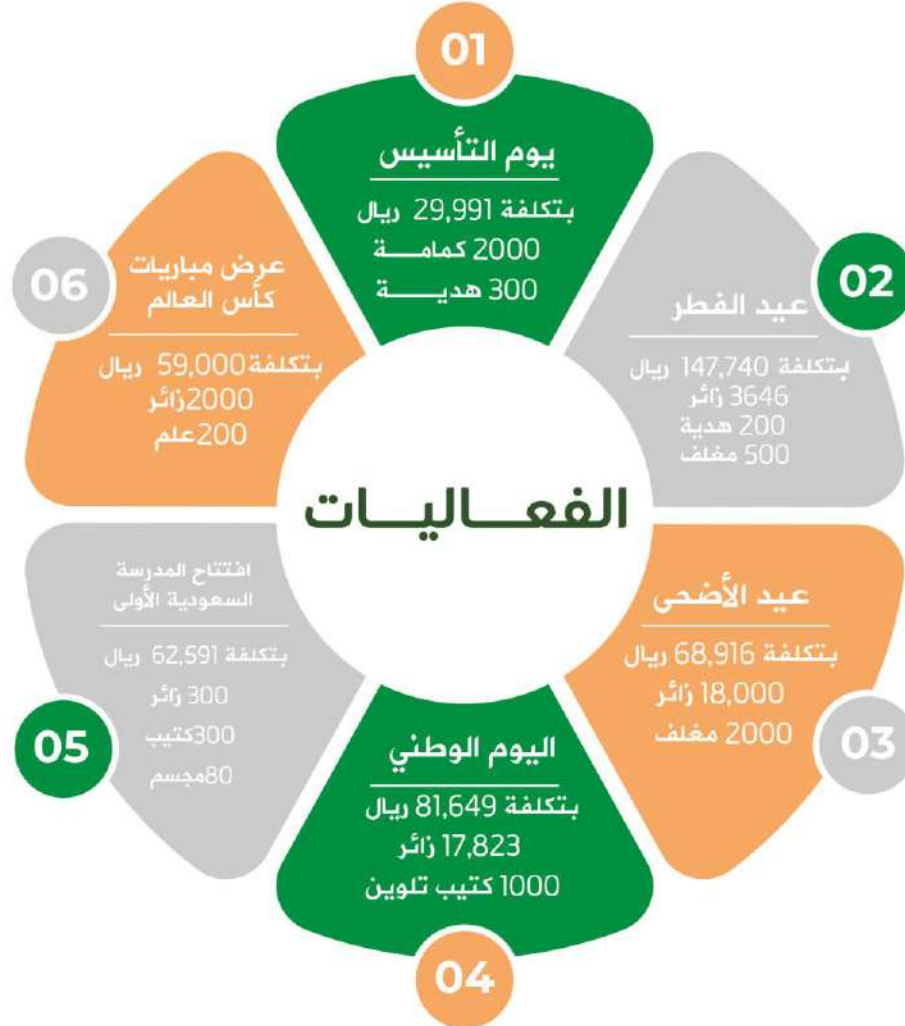 01
يوم التأسيس
بتكلفة 29,991 ريال
2000 كمامــــة
300 هديـــــة
02
عيد الفطر
بتكلفة 147,740 ريال
3646 زائر
200 هدية
500 مغلف
03
عيد الأضحى
بتكلفة 68,916 ريال
18,000 زائر
2000 مغلف
04
اليوم الوطني
بتكلفة 81,649 ريال
17,823 زائر
1000 كتيب تلوين
05
افتتاح المدرسة
السعودية الأولى
بتكلفة 62,591 ريال
300 زائر
300كتيب
80مجسم
06
عرض مباريات
كأس العالم
بتكلفة 59,000 ريال
2000زائر
200علم
الفعـــاليـــات